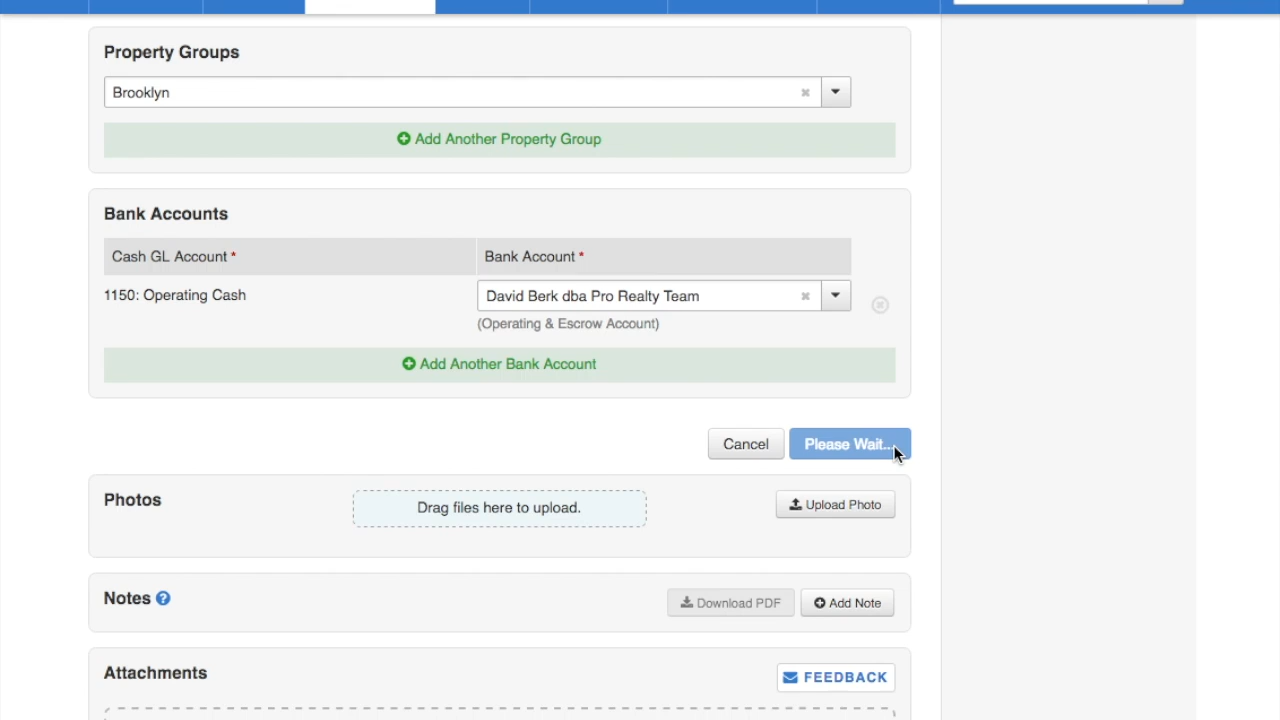 Property Groups
Brooklyn
Add Another Property Group
Bank Accounts
Cash GL Account *
Bank Account *
1150: Operating Cash
David Berk dba Pro Realty Team
(Operating & Escrow Account)
Add Another Bank Account
Cancel
Please Wait...
Photos
Drag files here to upload.
Upload Photo
Notes
Download PDF
Add Note
Attachments
FEEDBACK